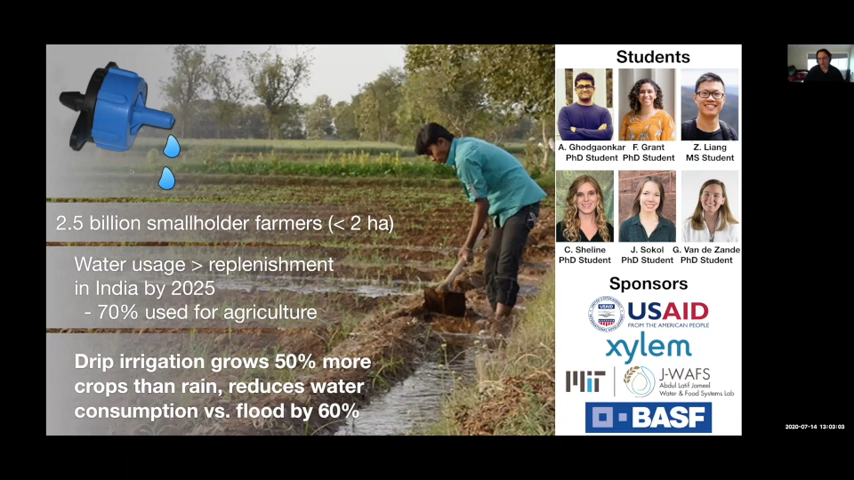 2.5 billion smallholder farmers (< 2 ha)
Water usage > replenishment
in India by 2025
- 70% used for agriculture
Drip irrigation grows 50% more
crops than rain, reduces water
consumption vs. flood by 60%
Students
A. Ghodgaonkar
PhD Student
F. Grant
PhD Student
Z. Liang
MS Student
C. Sheline
PhD Student
J. Sokol
PhD Student
G. Van de Zande
PhD Student
Sponsors
USAID
USAID
FROM THE AMERICAN PEOPLE
xylem
MIT
J-WAFS
Abdul Latif Jameel
Water & Food Systems Lab
BASF
2020-07-14 13:03:03